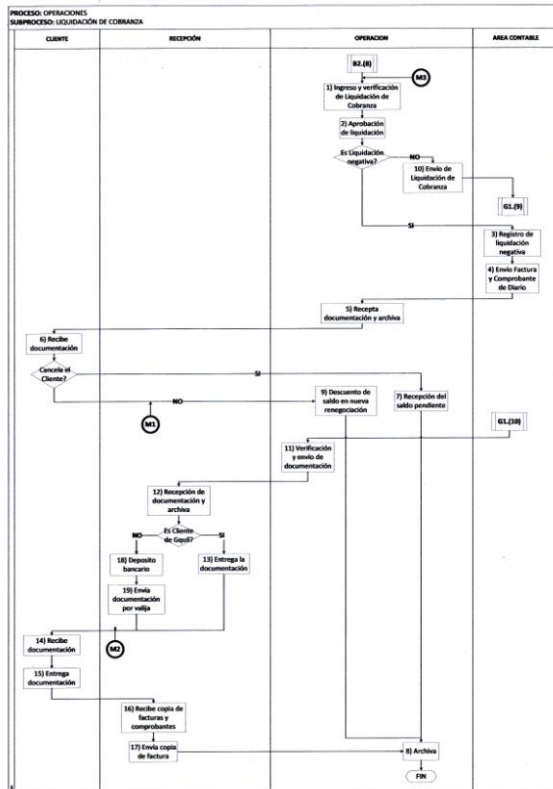 PROCESO: OPERACIONES
SUBPROCESO: LIQUIDACIÓN DE COBRANZA
CLIENTE
RECEPCIÓN
OPERACION
AREA CONTABLE
B2.(8)
M3
1) Ingreso y verificación
de Liquidación de
Cobranza
2) Aprobación
de liquidación
Es Liquidación
negativa?
NO
10) Envío de
Liquidación de
Cobranza
G1.(9)
SI
3) Registro de
liquidación
negativa
4) Envío Factura
y Comprobante
de Diario
5) Recepta
documentación y archiva
6) Recibe
documentación
Cancela el
Cliente?
SI
NO
M1
9) Descuento de
saldo en nueva
renegociación
7) Recepción del
saldo pendiente
G1.(10)
11) Verificación
y envío de
documentación
12) Recepción de
documentación y
archiva
Es Cliente
de Gquil?
NO
SI
18) Deposito
bancario
13) Entrega la
documentación
19) Envía
documentación
por valija
M2
14) Recibe
documentación
15) Entrega
documentación
16) Recibe copia de
facturas y
comprobantes
17) Envía copia
de factura
8) Archiva
FIN